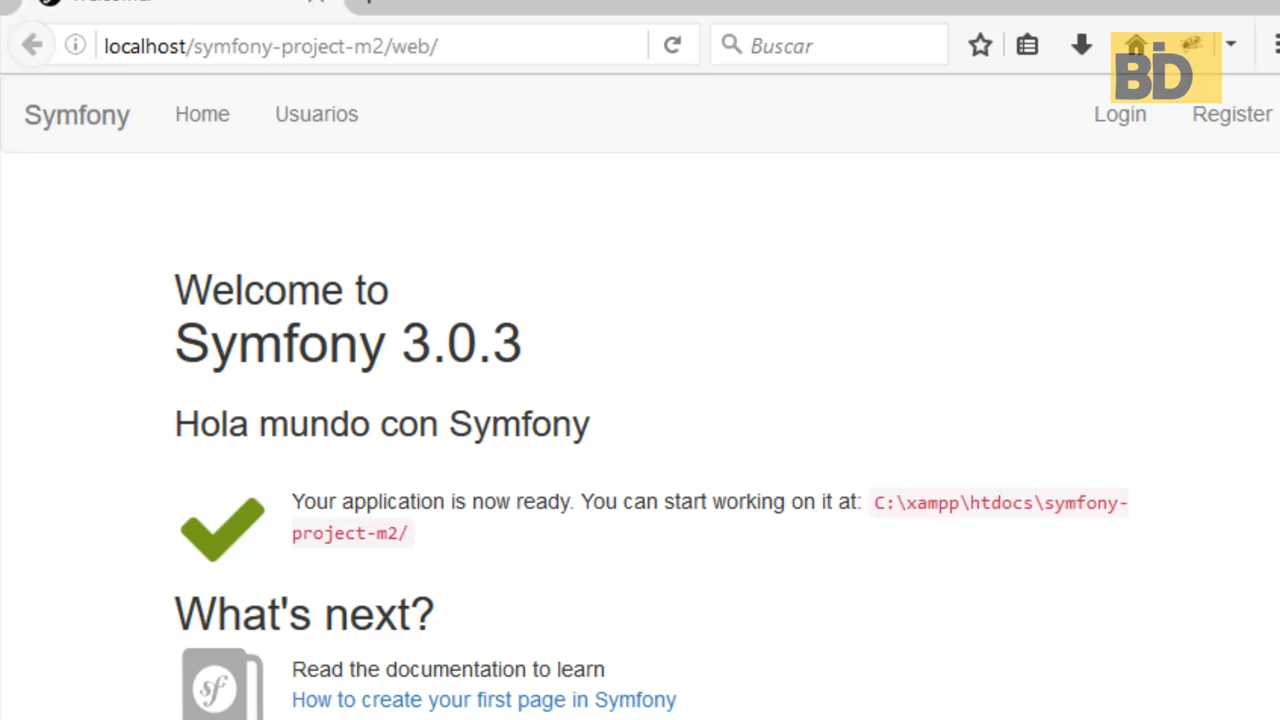 localhost/symfony-project-m2/web/
Buscar
BID
Symfony Home Usuarios Login Register
Welcome to
Symfony 3.0.3
Hola mundo con Symfony
Your application is now ready. You can start working on it at: C:\xampp\htdocs\symfony-
project-m2/
What's next?
sf
Read the documentation to learn
How to create your first page in Symfony